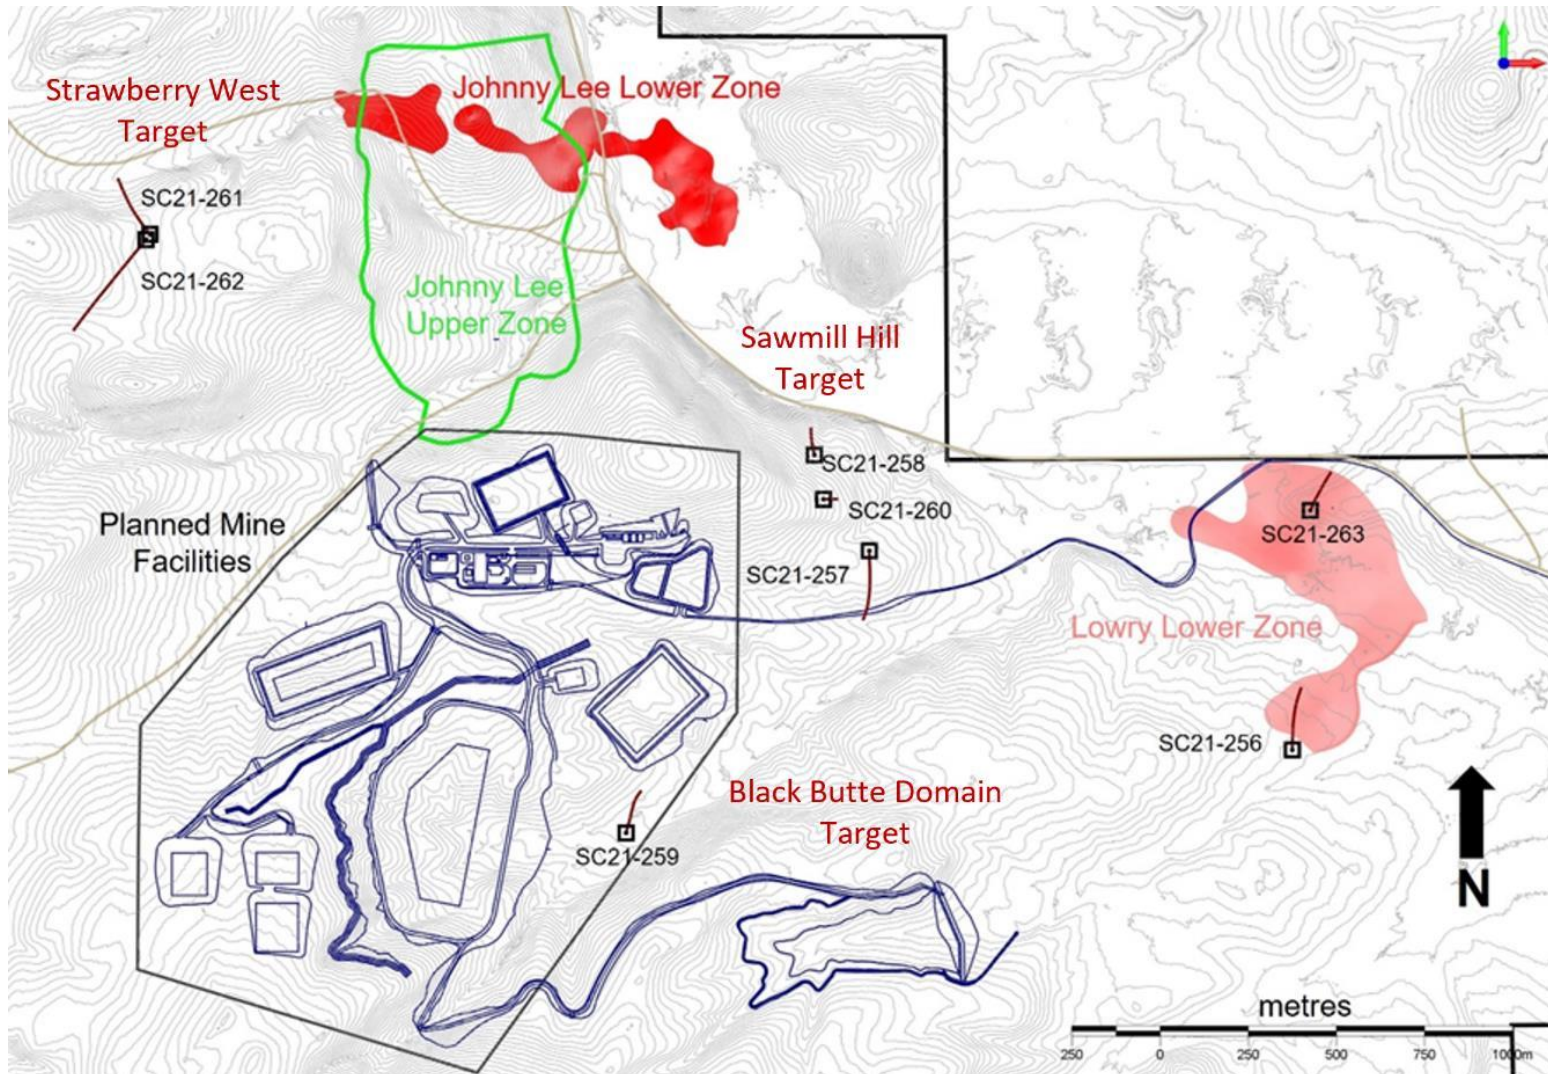 Strawberry West
Target
Johnny Lee Lower Zone
SC21-261
SC21-262
Johnny Lee
Upper Zone
Sawmill Hill
Target
SC21-258
SC21-260
SC21-257
SC21-263
Planned Mine
Facilities
Lowry Lower Zone
SC21-256
Black Butte Domain
Target
SC21-259
N
metres
250
0
250
500
750
1000m